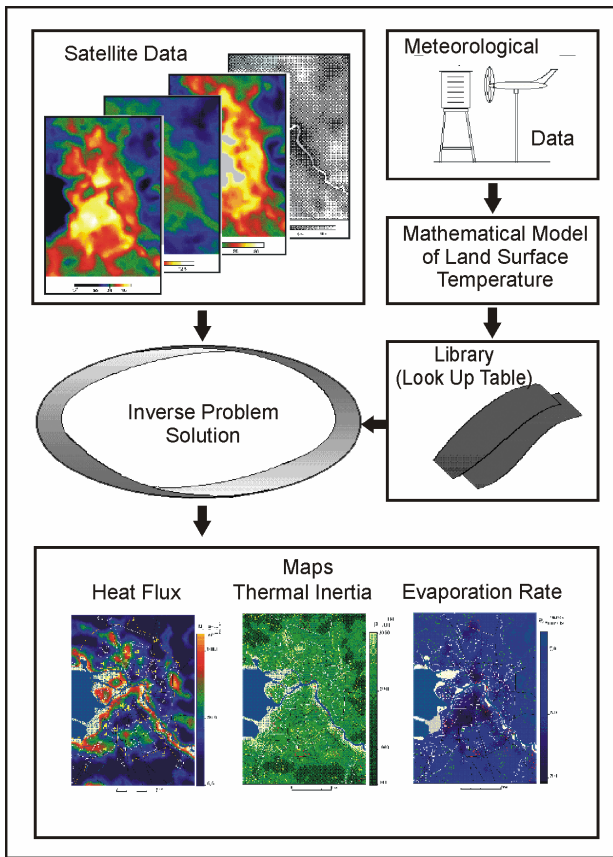 Satellite Data
Meteorological
Data
Mathematical Model
of Land Surface
Temperature
Library
(Look Up Table)
Inverse Problem
Solution
Maps
Heat Flux
Thermal Inertia
Evaporation Rate